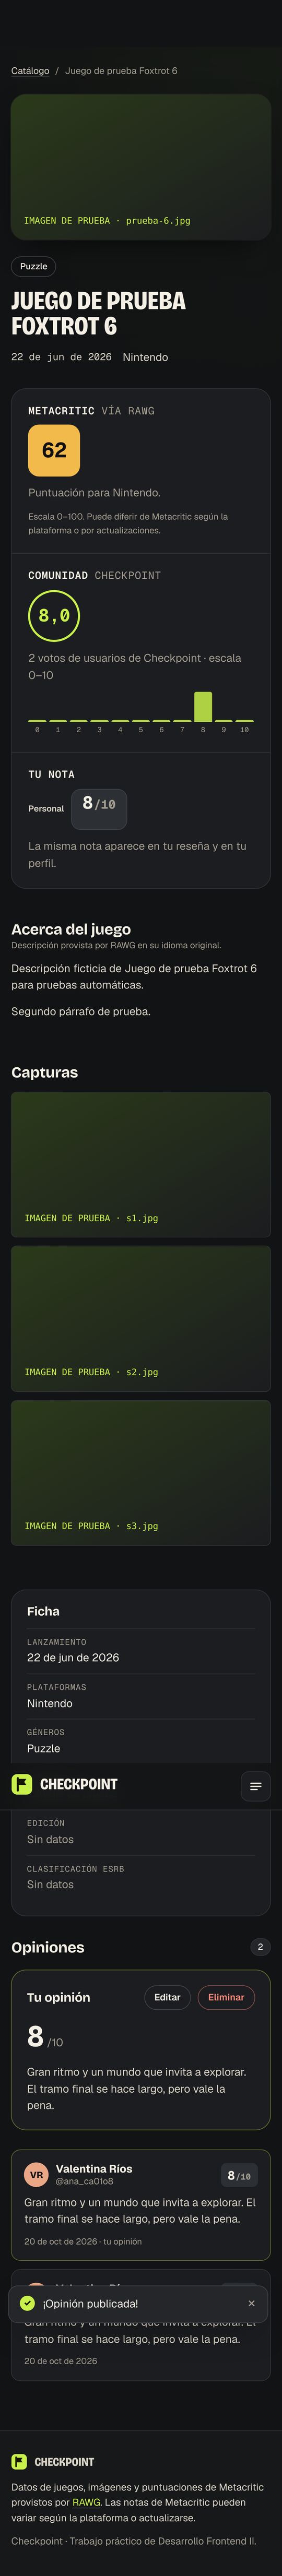 Catálogo / Juego de prueba Foxtrot 6
IMAGEN DE PRUEBA · prueba-6.jpg
Puzzle
JUEGO DE PRUEBA
FOXTROT 6
22 de jun de 2026 Nintendo
METACRITIC VÍA RAWG
62
Puntuación para Nintendo.
Escala 0–100. Puede diferir de Metacritic según la
plataforma o por actualizaciones.
COMUNIDAD CHECKPOINT
8,0
2 votos de usuarios de Checkpoint · escala
0–10
0 1 2 3 4 5 6 7 8 9 10
TU NOTA
Personal 8/10
La misma nota aparece en tu reseña y en tu
perfil.
Acerca del juego
Descripción provista por RAWG en su idioma original.
Descripción ficticia de Juego de prueba Foxtrot 6
para pruebas automáticas.
Segundo párrafo de prueba.
Capturas
IMAGEN DE PRUEBA · s1.jpg
IMAGEN DE PRUEBA · s2.jpg
IMAGEN DE PRUEBA · s3.jpg
Ficha
LANZAMIENTO
22 de jun de 2026
PLATAFORMAS
Nintendo
GÉNEROS
Puzzle
CHECKPOINT
EDICIÓN
Sin datos
CLASIFICACIÓN ESRB
Sin datos
Opiniones 2
Tu opinión Editar Eliminar
8 /10
Gran ritmo y un mundo que invita a explorar.
El tramo final se hace largo, pero vale la
pena.
VR Valentina Ríos 8/10
@ana_ca01o8
Gran ritmo y un mundo que invita a explorar. El
tramo final se hace largo, pero vale la pena.
20 de oct de 2026 · tu opinión
¡Opinión publicada!
Gran ritmo y un mundo que invita a explorar. El
tramo final se hace largo, pero vale la pena.
20 de oct de 2026
CHECKPOINT
Datos de juegos, imágenes y puntuaciones de Metacritic
provistos por RAWG. Las notas de Metacritic pueden
variar según la plataforma o actualizarse.
Checkpoint · Trabajo práctico de Desarrollo Frontend II.